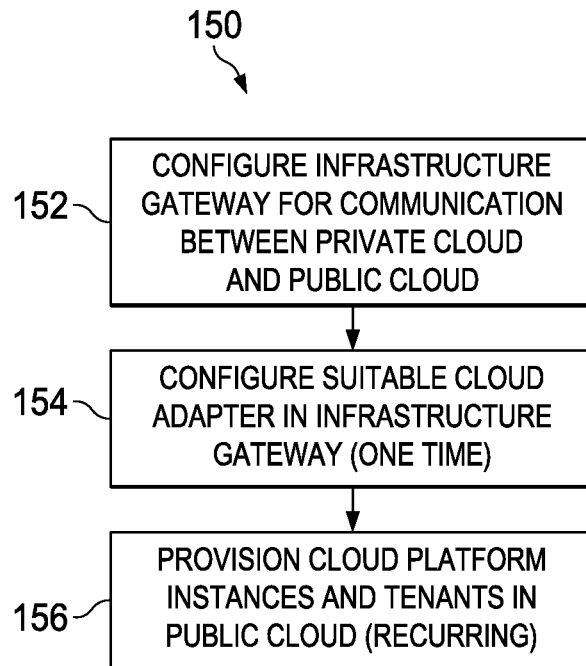 150
152
CONFIGURE INFRASTRUCTURE
GATEWAY FOR COMMUNICATION
BETWEEN PRIVATE CLOUD
AND PUBLIC CLOUD
154
CONFIGURE SUITABLE CLOUD
ADAPTER IN INFRASTRUCTURE
GATEWAY (ONE TIME)
156
PROVISION CLOUD PLATFORM
INSTANCES AND TENANTS IN
PUBLIC CLOUD (RECURRING)